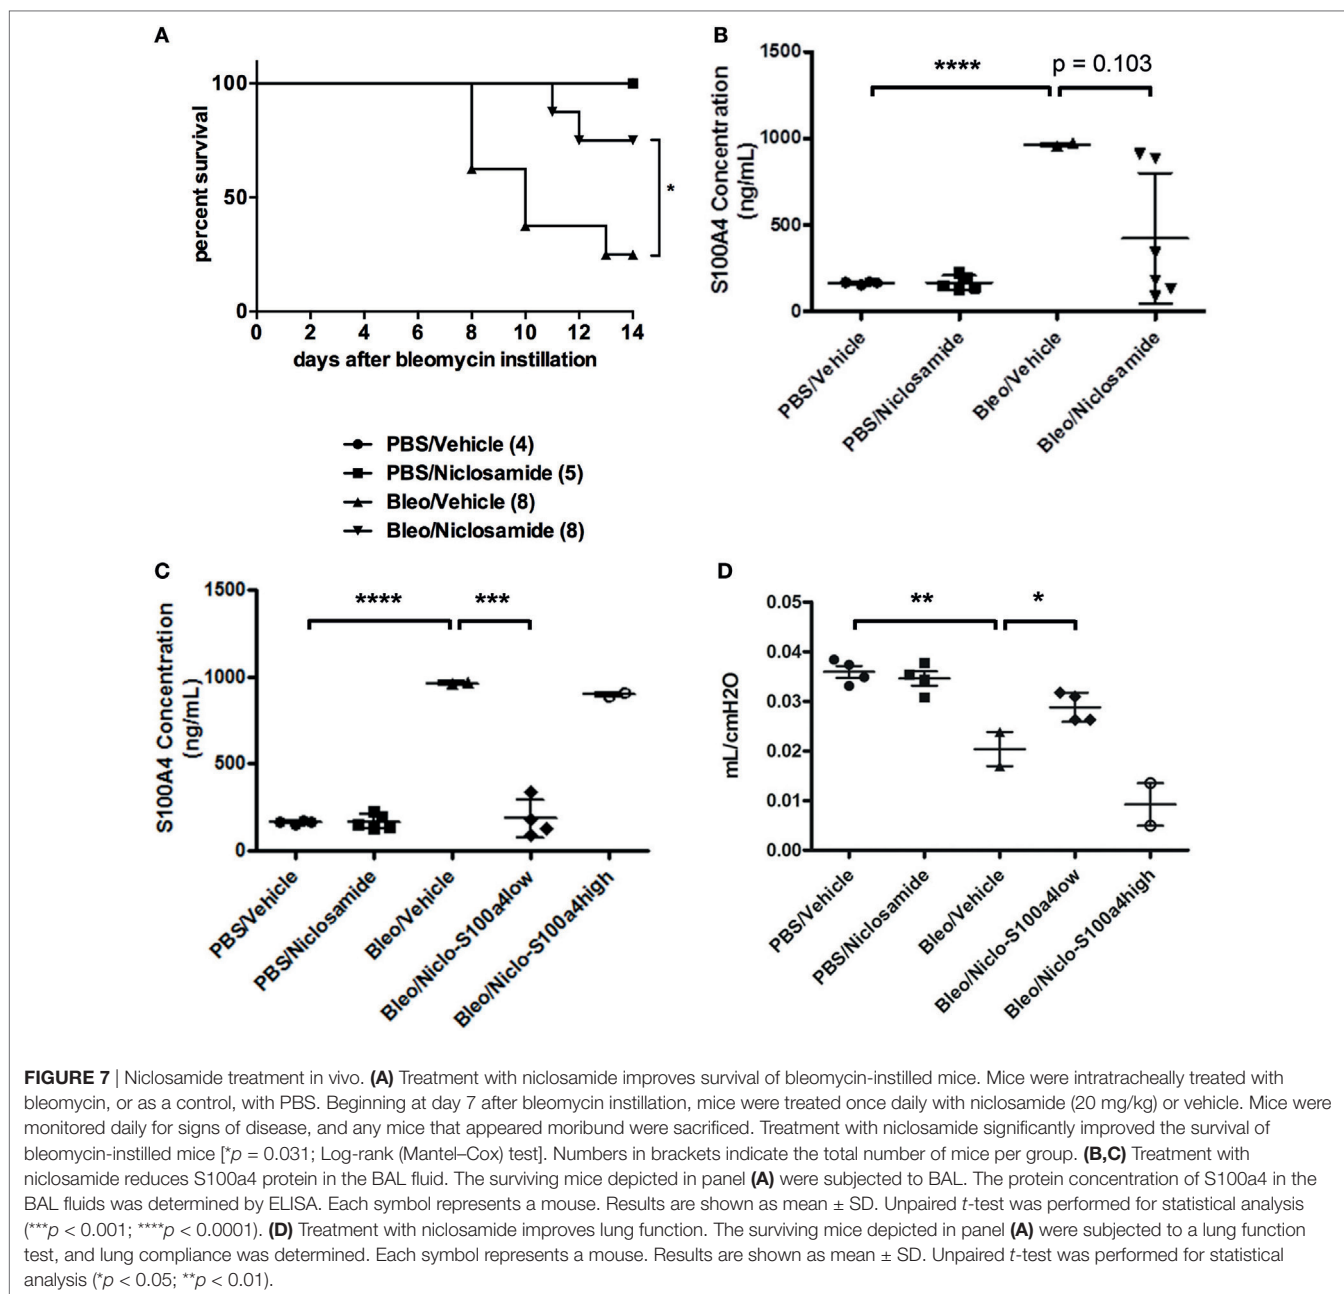 A
100
50
0
percent survival
*
0 2 4 6 8 10 12 14
days after bleomycin instillation
PBS/Vehicle (4)
PBS/Niclosamide (5)
Bleo/Vehicle (8)
Bleo/Niclosamide (8)
B
1500
1000
500
0
S100A4 Concentration
(ng/mL)
****
p = 0.103
PBS/Vehicle
PBS/Niclosamide
Bleo/Vehicle
Bleo/Niclosamide
C
1500
1000
500
0
S100A4 Concentration
(ng/mL)
**** ***
PBS/Vehicle
PBS/Niclosamide
Bleo/Vehicle
Bleo/Niclo-S100a4low
Bleo/Niclo-S100a4high
D
0.05
0.04
0.03
0.02
0.01
0.00
mL/cmH2O
** *
PBS/Vehicle
PBS/Niclosamide
Bleo/Vehicle
Bleo/Niclo-S100a4low
Bleo/Niclo-S100a4high
FIGURE 7 | Niclosamide treatment in vivo. (A) Treatment with niclosamide improves survival of bleomycin-instilled mice. Mice were intratracheally treated with
bleomycin, or as a control, with PBS. Beginning at day 7 after bleomycin instillation, mice were treated once daily with niclosamide (20 mg/kg) or vehicle. Mice were
monitored daily for signs of disease, and any mice that appeared moribund were sacrificed. Treatment with niclosamide significantly improved the survival of
bleomycin-instilled mice [*p = 0.031; Log-rank (Mantel–Cox) test]. Numbers in brackets indicate the total number of mice per group. (B,C) Treatment with
niclosamide reduces S100a4 protein in the BAL fluid. The surviving mice depicted in panel (A) were subjected to BAL. The protein concentration of S100a4 in the
BAL fluids was determined by ELISA. Each symbol represents a mouse. Results are shown as mean ± SD. Unpaired t-test was performed for statistical analysis
(***p < 0.001; ****p < 0.0001). (D) Treatment with niclosamide improves lung function. The surviving mice depicted in panel (A) were subjected to a lung function
test, and lung compliance was determined. Each symbol represents a mouse. Results are shown as mean ± SD. Unpaired t-test was performed for statistical
analysis (*p < 0.05; **p < 0.01).